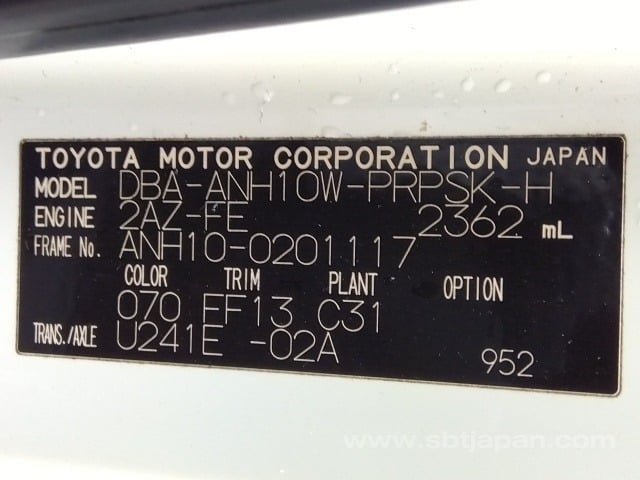 TOYOTA MOTOR CORPORATION JAPAN
MODEL DBA-ANH10W-PRPSK-H
ENGINE 2AZ-FE 2362 mL
FRAME No. ANH10-0201117
COLOR TRIM PLANT OPTION
070 FF13 C31
TRANS./AXLE U241E -02A
952
www.sbtjapan.com